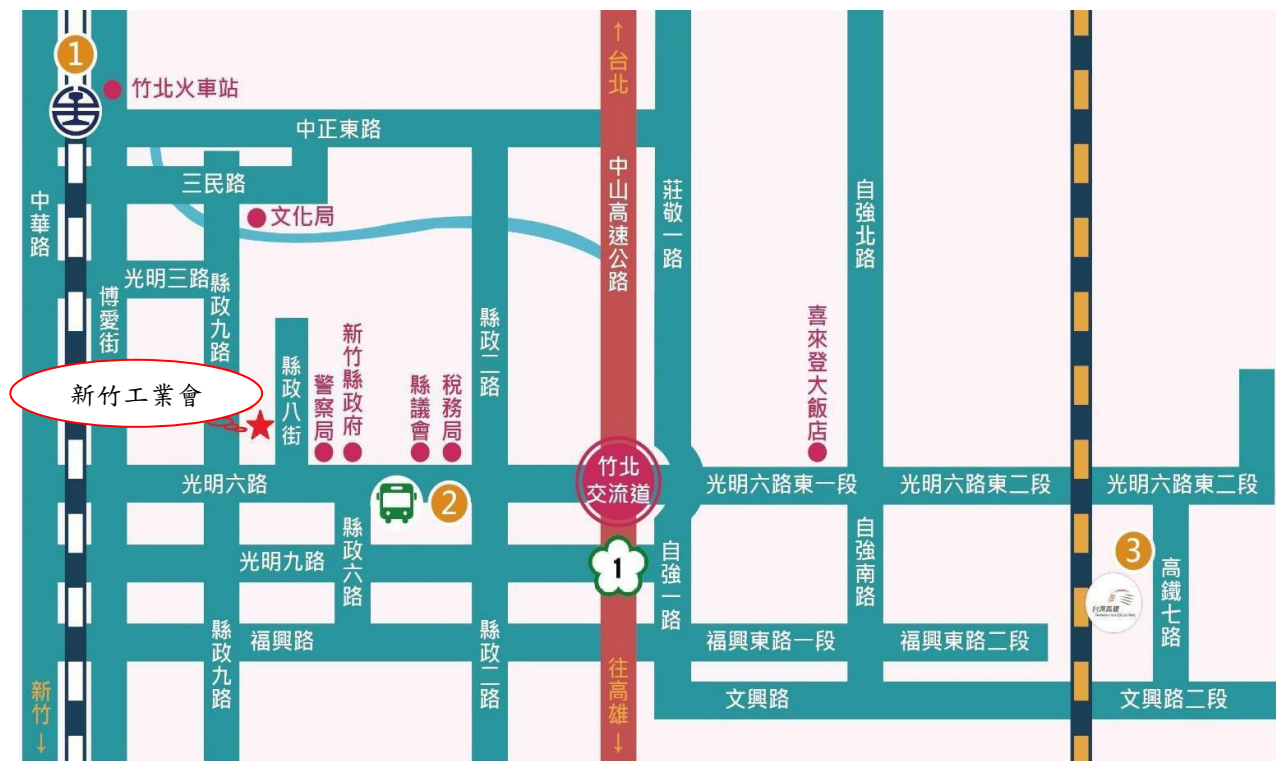 1
竹北火車站
↑台北
中正東路
三民路
文化局
中華路
中山高速公路
莊敬一路
自強北路
光明三路
縣政九路
博愛街
縣政二路
新竹縣政府
喜來登大飯店
新竹工業會
縣政八街
警察局
縣議會
稅務局
光明六路
2
竹北
交流道
光明六路東一段
光明六路東二段
光明六路東二段
縣政六路
光明九路
1
自強一路
自強南路
3
台灣高鐵
高鐵七路
縣政九路
福興路
縣政二路
福興東路一段
福興東路二段
新竹↓
往高雄↓
文興路
文興路二段